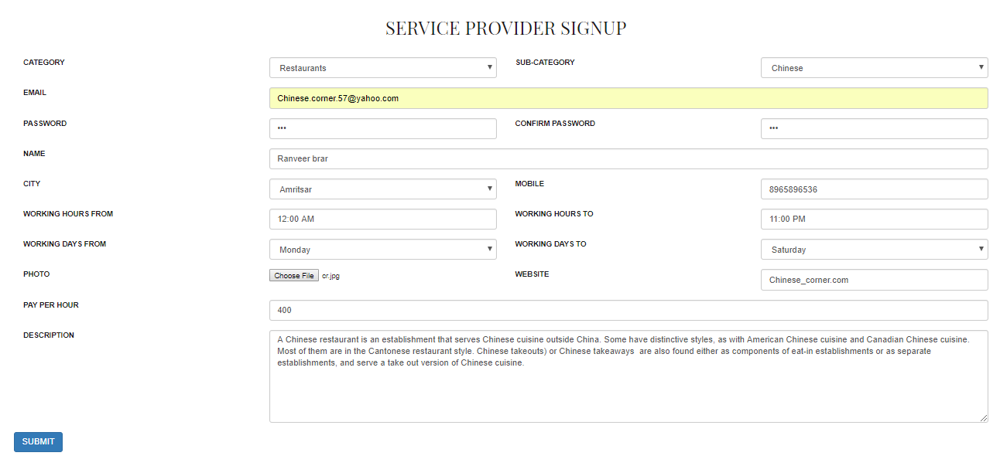 SERVICE PROVIDER SIGNUP
CATEGORY Restaurants SUB-CATEGORY Chinese
EMAIL Chinese.corner.57@yahoo.com
PASSWORD ••• CONFIRM PASSWORD •••
NAME Ranveer brar
CITY Amritsar MOBILE 8965896536
WORKING HOURS FROM 12:00 AM WORKING HOURS TO 11:00 PM
WORKING DAYS FROM Monday WORKING DAYS TO Saturday
PHOTO Choose File cr.jpg WEBSITE Chinese_corner.com
PAY PER HOUR 400
DESCRIPTION A Chinese restaurant is an establishment that serves Chinese cuisine outside China. Some have distinctive styles, as with American Chinese cuisine and Canadian Chinese cuisine.
Most of them are in the Cantonese restaurant style. Chinese takeouts) or Chinese takeaways  are also found either as components of eat-in establishments or as separate
establishments, and serve a take out version of Chinese cuisine.
SUBMIT